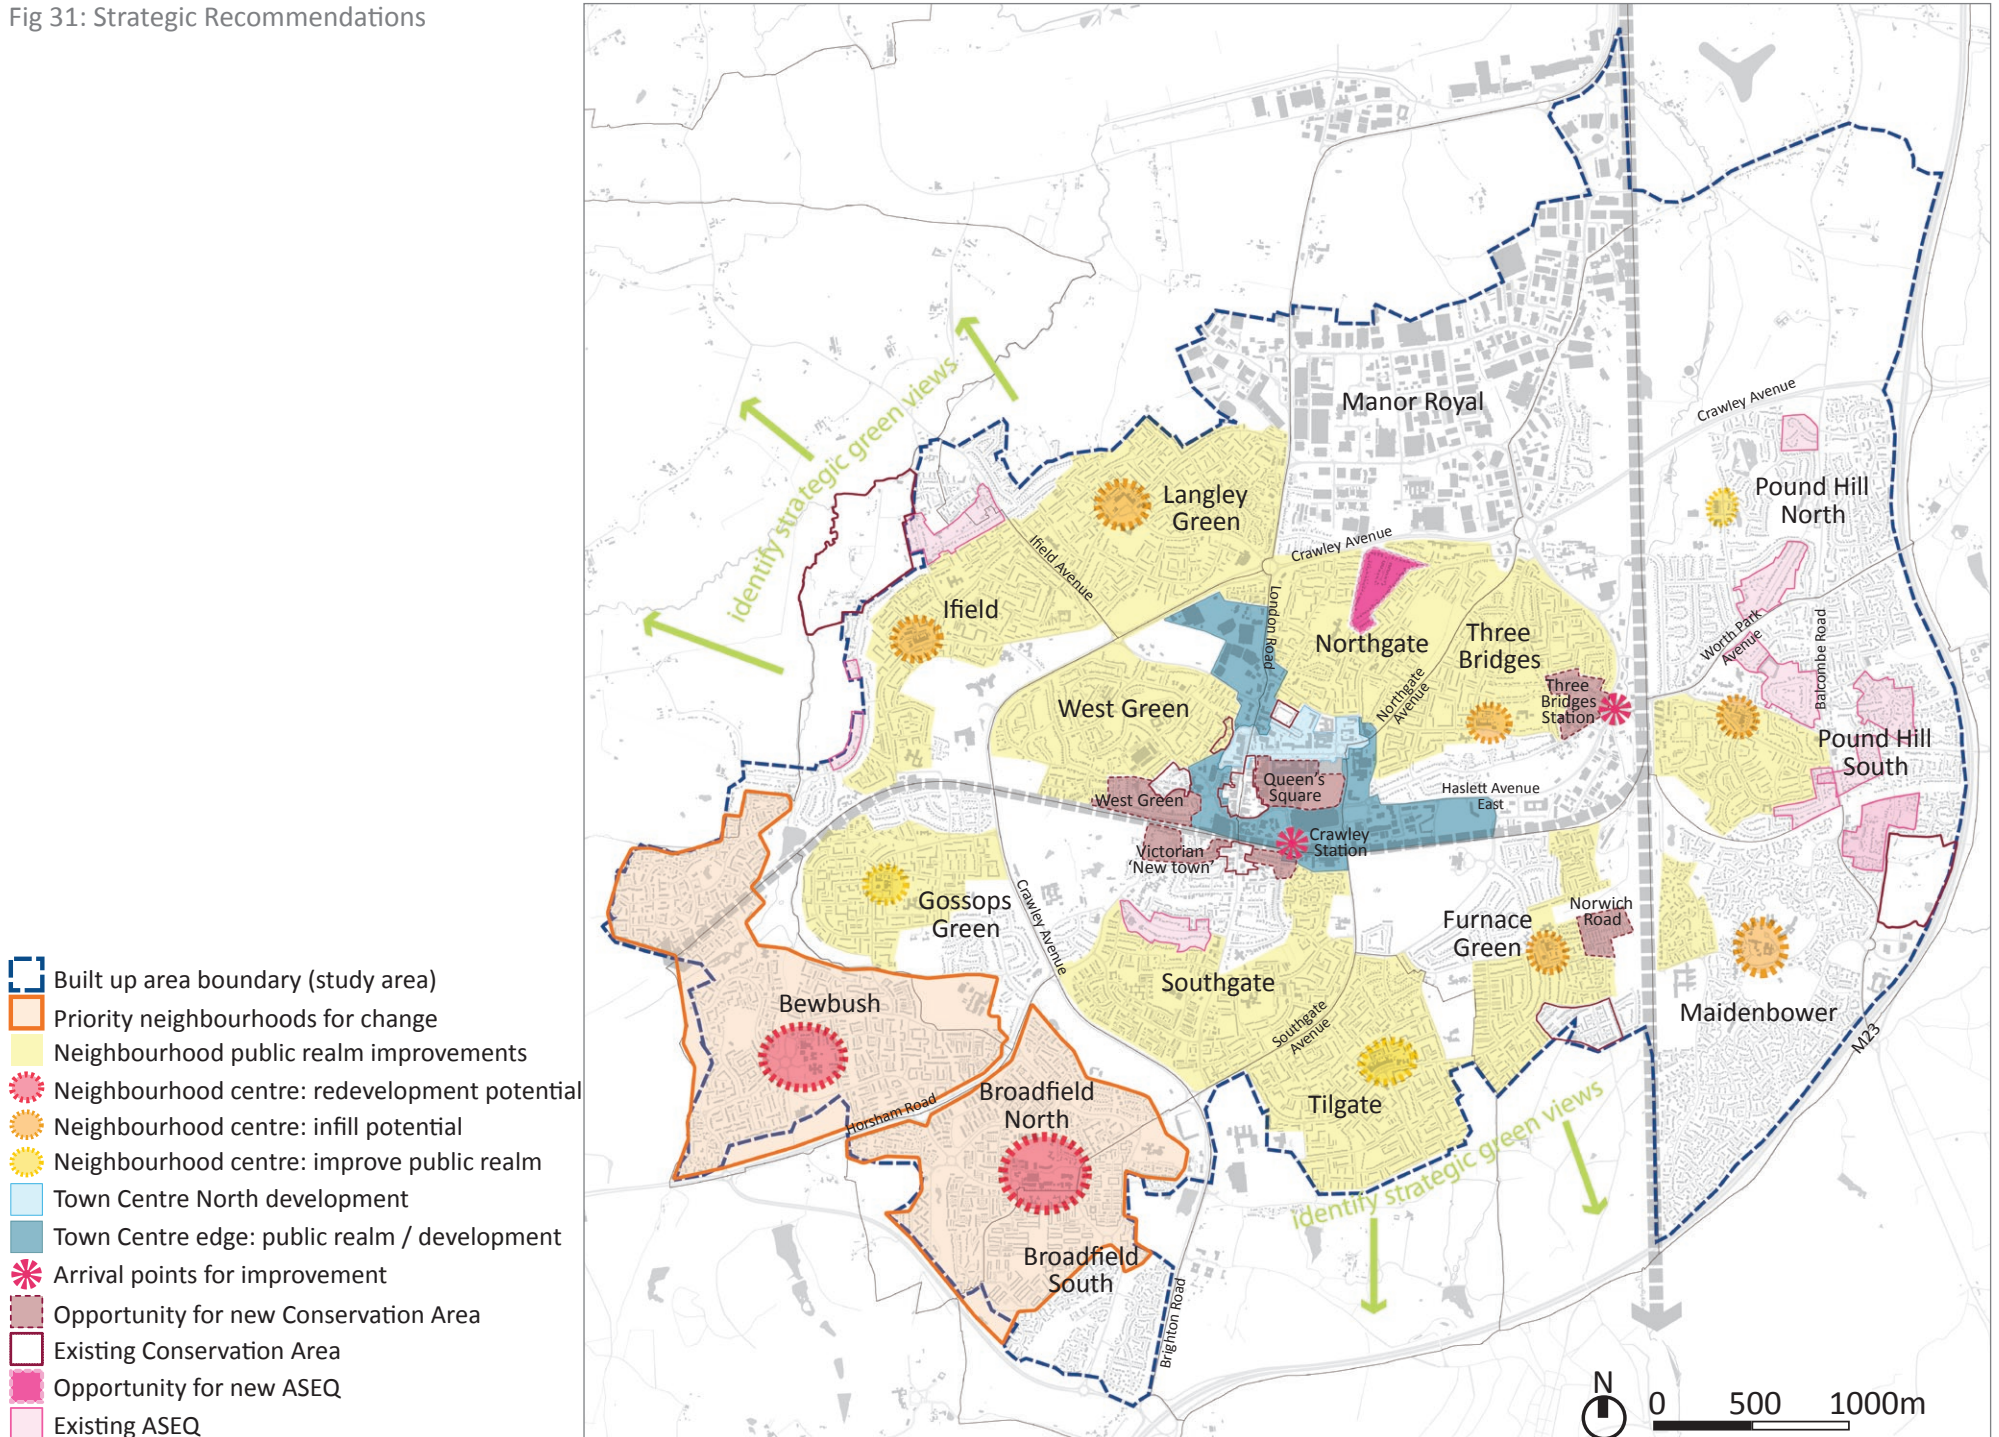 Fig 31: Strategic Recommendations
Built up area boundary (study area)
Priority neighbourhoods for change
Neighbourhood public realm improvements
Neighbourhood centre: redevelopment potential
Neighbourhood centre: infill potential
Neighbourhood centre: improve public realm
Town Centre North development
Town Centre edge: public realm / development
Arrival points for improvement
Opportunity for new Conservation Area
Existing Conservation Area
Opportunity for new ASEQ
Existing ASEQ
identify strategic green views
Manor Royal
Crawley Avenue
Pound Hill
North
Langley
Green
Ifield Avenue
Crawley Avenue
Ifield
London Road
Northgate
Three
Bridges
Worth Park
Avenue
Balcombe Road
Northgate
Avenue
Three
Bridges
Station
West Green
Pound Hill
South
Queen's
Square
West Green
Haslett Avenue
East
Crawley
Station
Victorian
'New town'
Crawley Avenue
Gossops
Green
Norwich
Road
Furnace
Green
Southgate
Bewbush
Maidenbower
Southgate
Avenue
M23
Broadfield
North
Horsham Road
Tilgate
identify strategic green views
Broadfield
South
Brighton Road
N
0 500 1000m